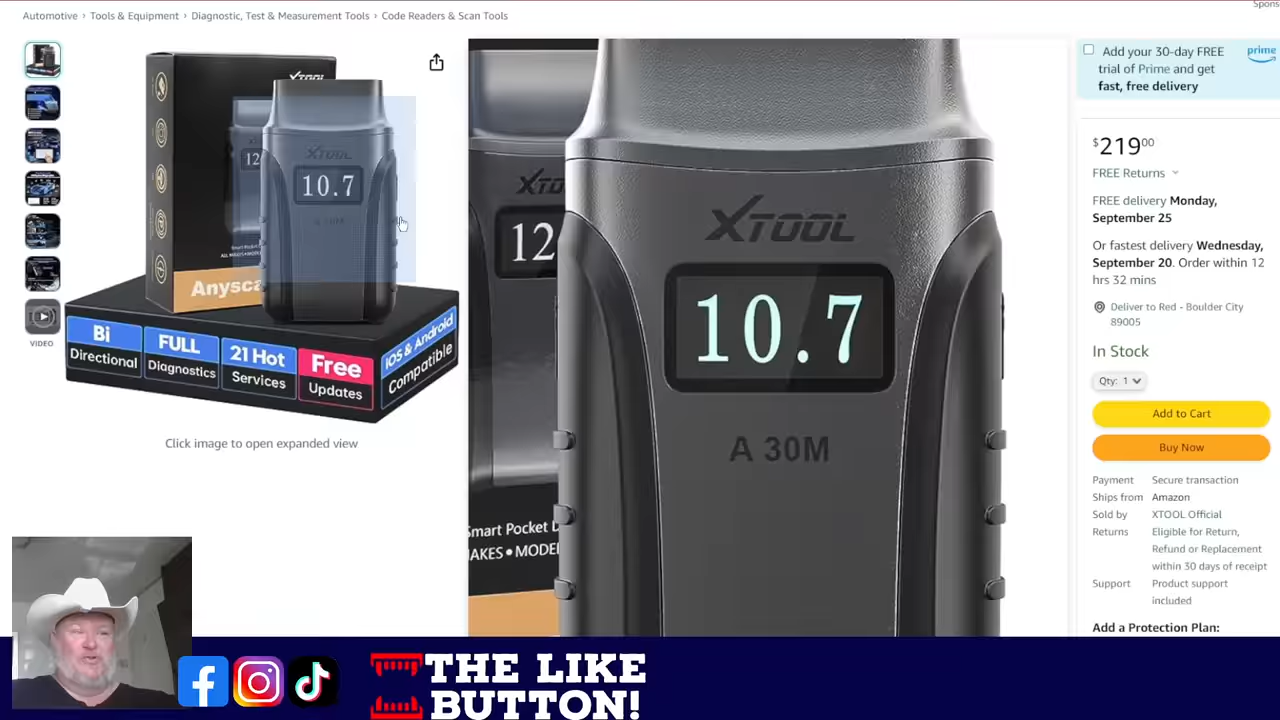 Spons
Automotive › Tools & Equipment › Diagnostic, Test & Measurement Tools › Code Readers & Scan Tools
XTOOL
12
XTOOL
10.7
A 30M
Anysca
Bi
Directional
FULL
Diagnostics
21 Hot
Services
Free
Updates
iOS & Android
Compatible
VIDEO
Click image to open expanded view
XTO
12
Smart Pocket D
AKES • MODE
XTOOL
10.7
A 30M
Add your 30-day FREE
trial of Prime and get
fast, free delivery
prime
$21900
FREE Returns
FREE delivery Monday,
September 25
Or fastest delivery Wednesday,
September 20. Order within 12
hrs 32 mins
Deliver to Red - Boulder City
89005
In Stock
Qty: 1
Add to Cart
Buy Now
Payment Secure transaction
Ships from Amazon
Sold by XTOOL Official
Returns Eligible for Return,
Refund or Replacement
within 30 days of receipt
Support Product support
included
Add a Protection Plan:
THE LIKE
BUTTON!